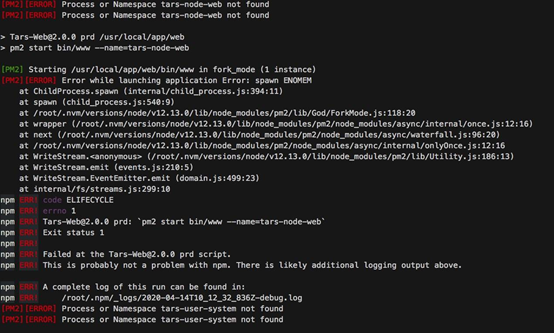 [PM2][ERROR] Process or Namespace tars-node-web not found
[PM2][ERROR] Process or Namespace tars-node-web not found
> Tars-Web@2.0.0 prd /usr/local/app/web
> pm2 start bin/www --name=tars-node-web
[PM2] Starting /usr/local/app/web/bin/www in fork_mode (1 instance)
[PM2][ERROR] Error while launching application Error: spawn ENOMEM
at ChildProcess.spawn (internal/child_process.js:394:11)
at spawn (child_process.js:540:9)
at /root/.nvm/versions/node/v12.13.0/lib/node_modules/pm2/lib/God/ForkMode.js:118:20
at wrapper (/root/.nvm/versions/node/v12.13.0/lib/node_modules/pm2/node_modules/async/internal/once.js:12:16)
at next (/root/.nvm/versions/node/v12.13.0/lib/node_modules/pm2/node_modules/async/waterfall.js:96:20)
at /root/.nvm/versions/node/v12.13.0/lib/node_modules/pm2/node_modules/async/internal/onlyOnce.js:12:16
at WriteStream.<anonymous> (/root/.nvm/versions/node/v12.13.0/lib/node_modules/pm2/lib/Utility.js:186:13)
at WriteStream.emit (events.js:210:5)
at WriteStream.EventEmitter.emit (domain.js:499:23)
at internal/fs/streams.js:299:10
npm ERR! code ELIFECYCLE
npm ERR! errno 1
npm ERR! Tars-Web@2.0.0 prd: `pm2 start bin/www --name=tars-node-web`
npm ERR! Exit status 1
npm ERR!
npm ERR! Failed at the Tars-Web@2.0.0 prd script.
npm ERR! This is probably not a problem with npm. There is likely additional logging output above.
npm ERR! A complete log of this run can be found in:
npm ERR! /root/.npm/_logs/2020-04-14T10_12_32_836Z-debug.log
[PM2][ERROR] Process or Namespace tars-user-system not found
[PM2][ERROR] Process or Namespace tars-user-system not found